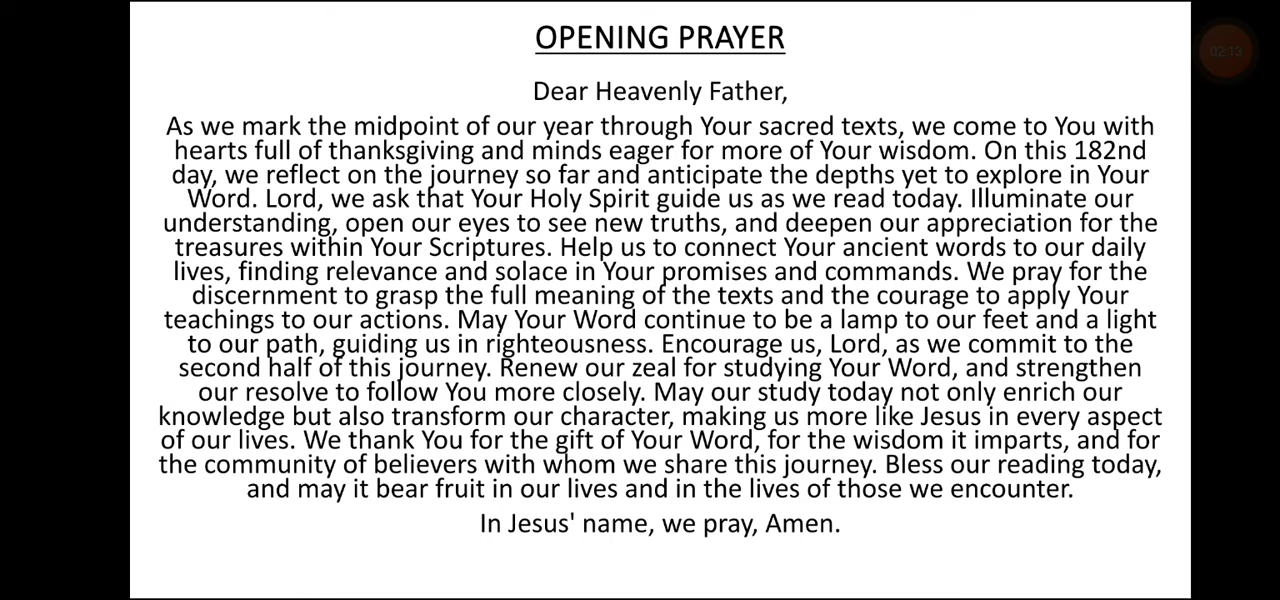 OPENING PRAYER
Dear Heavenly Father,
As we mark the midpoint of our year through Your sacred texts, we come to You with
hearts full of thanksgiving and minds eager for more of Your wisdom. On this 182nd
day, we reflect on the journey so far and anticipate the depths yet to explore in Your
Word. Lord, we ask that Your Holy Spirit guide us as we read today. Illuminate our
understanding, open our eyes to see new truths, and deepen our appreciation for the
treasures within Your Scriptures. Help us to connect Your ancient words to our daily
lives, finding relevance and solace in Your promises and commands. We pray for the
discernment to grasp the full meaning of the texts and the courage to apply Your
teachings to our actions. May Your Word continue to be a lamp to our feet and a light
to our path, guiding us in righteousness. Encourage us, Lord, as we commit to the
second half of this journey. Renew our zeal for studying Your Word, and strengthen
our resolve to follow You more closely. May our study today not only enrich our
knowledge but also transform our character, making us more like Jesus in every aspect
of our lives. We thank You for the gift of Your Word, for the wisdom it imparts, and for
the community of believers with whom we share this journey. Bless our reading today,
and may it bear fruit in our lives and in the lives of those we encounter.
In Jesus' name, we pray, Amen.
02:13